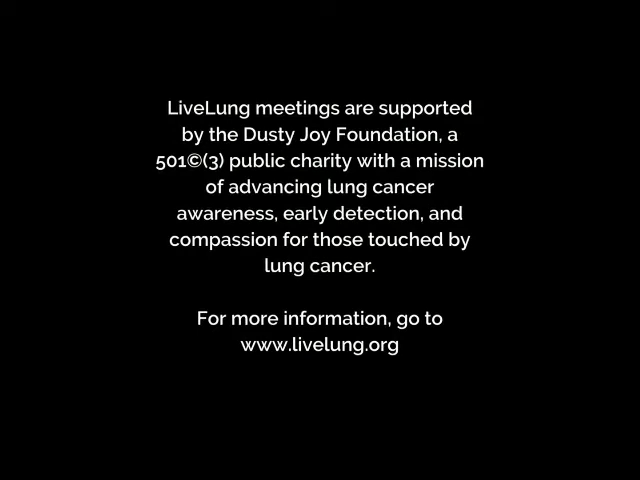 LiveLung meetings are supported
by the Dusty Joy Foundation, a
501©(3) public charity with a mission
of advancing lung cancer
awareness, early detection, and
compassion for those touched by
lung cancer.
For more information, go to
www.livelung.org